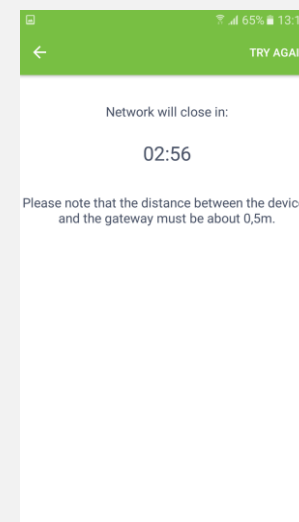 65% 13:1
TRY AGAI
Network will close in:
02:56
Please note that the distance between the devic
and the gateway must be about 0,5m.